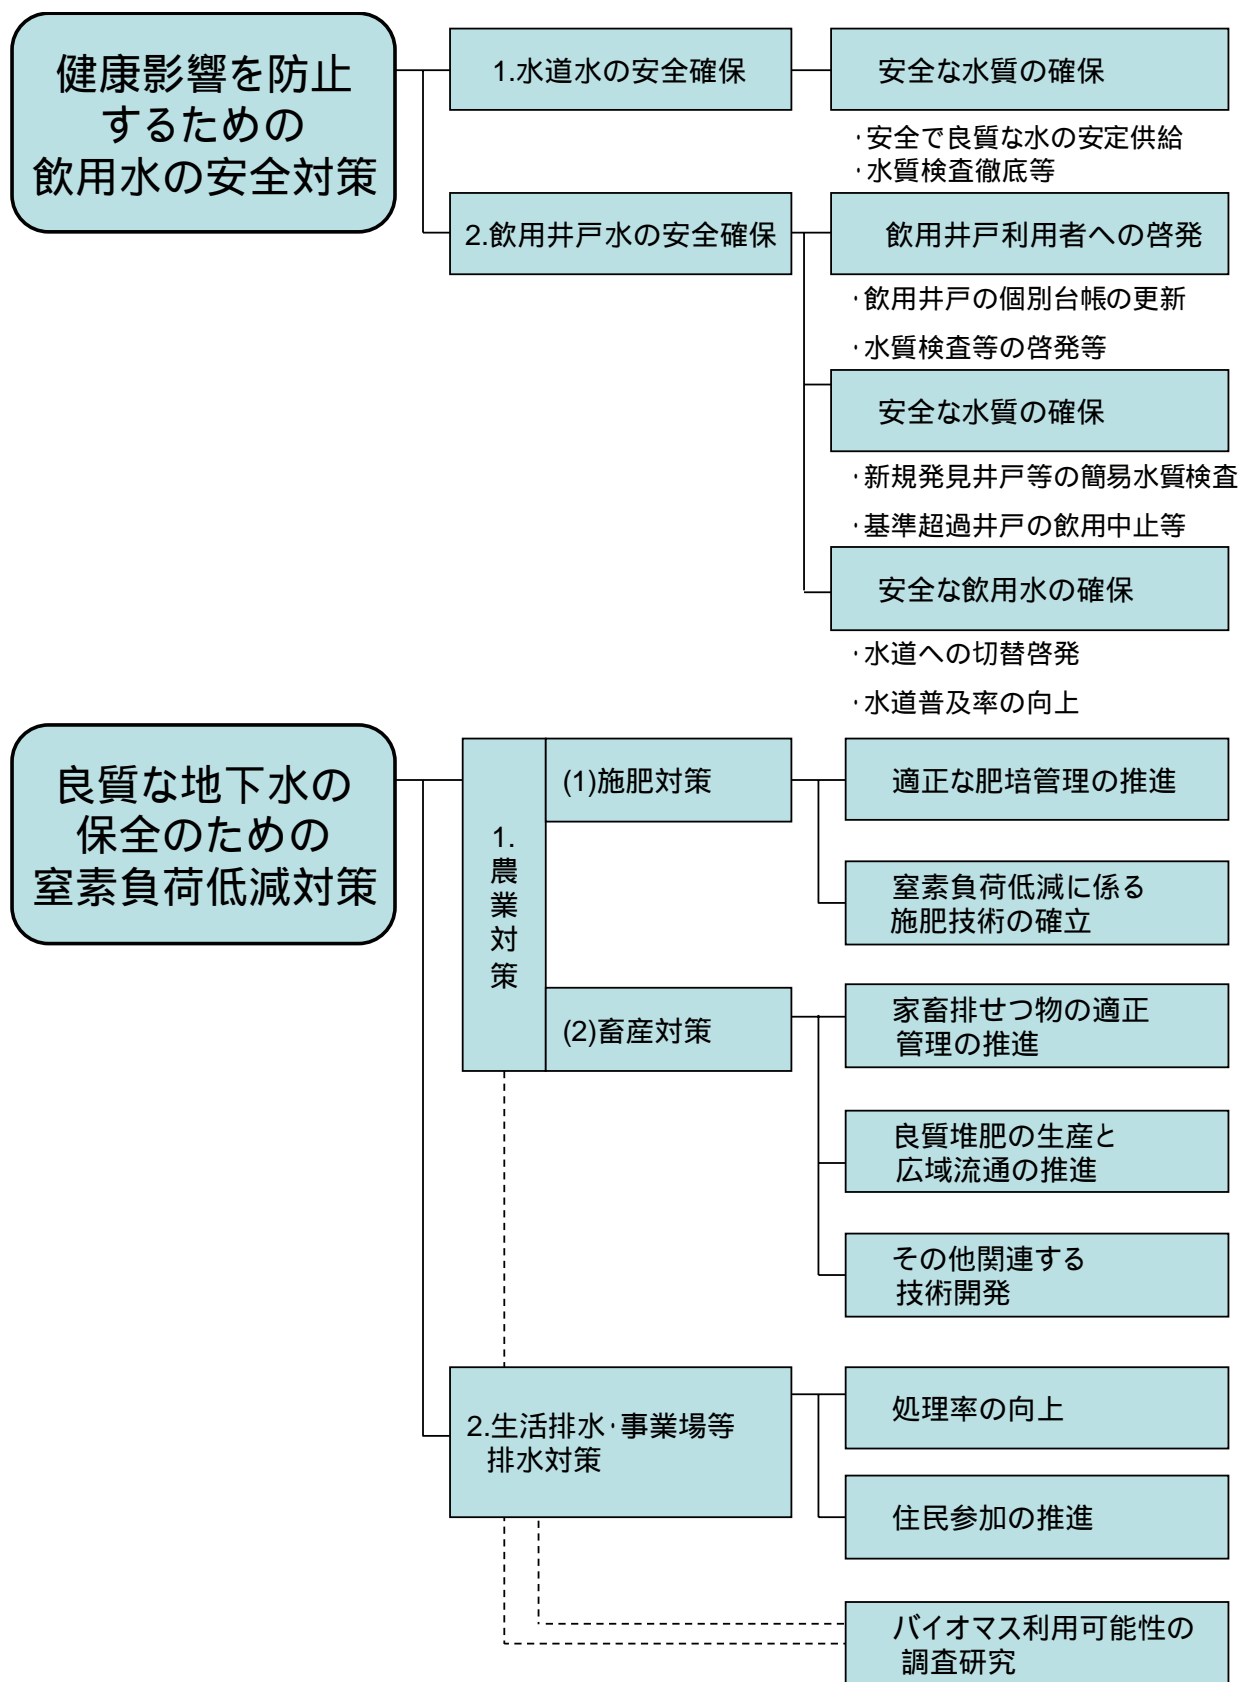 健康影響を防止
するための
飲用水の安全対策
1.水道水の安全確保
安全な水質の確保
・安全で良質な水の安定供給
・水質検査徹底等
2.飲用井戸水の安全確保
飲用井戸利用者への啓発
・飲用井戸の個別台帳の更新
・水質検査等の啓発等
安全な水質の確保
・新規発見井戸等の簡易水質検査
・基準超過井戸の飲用中止等
安全な飲用水の確保
・水道への切替啓発
・水道普及率の向上
良質な地下水の
保全のための
窒素負荷低減対策
1.農業対策
(1)施肥対策
適正な肥培管理の推進
窒素負荷低減に係る
施肥技術の確立
(2)畜産対策
家畜排せつ物の適正
管理の推進
良質堆肥の生産と
広域流通の推進
その他関連する
技術開発
2.生活排水・事業場等
排水対策
処理率の向上
住民参加の推進
バイオマス利用可能性の
調査研究